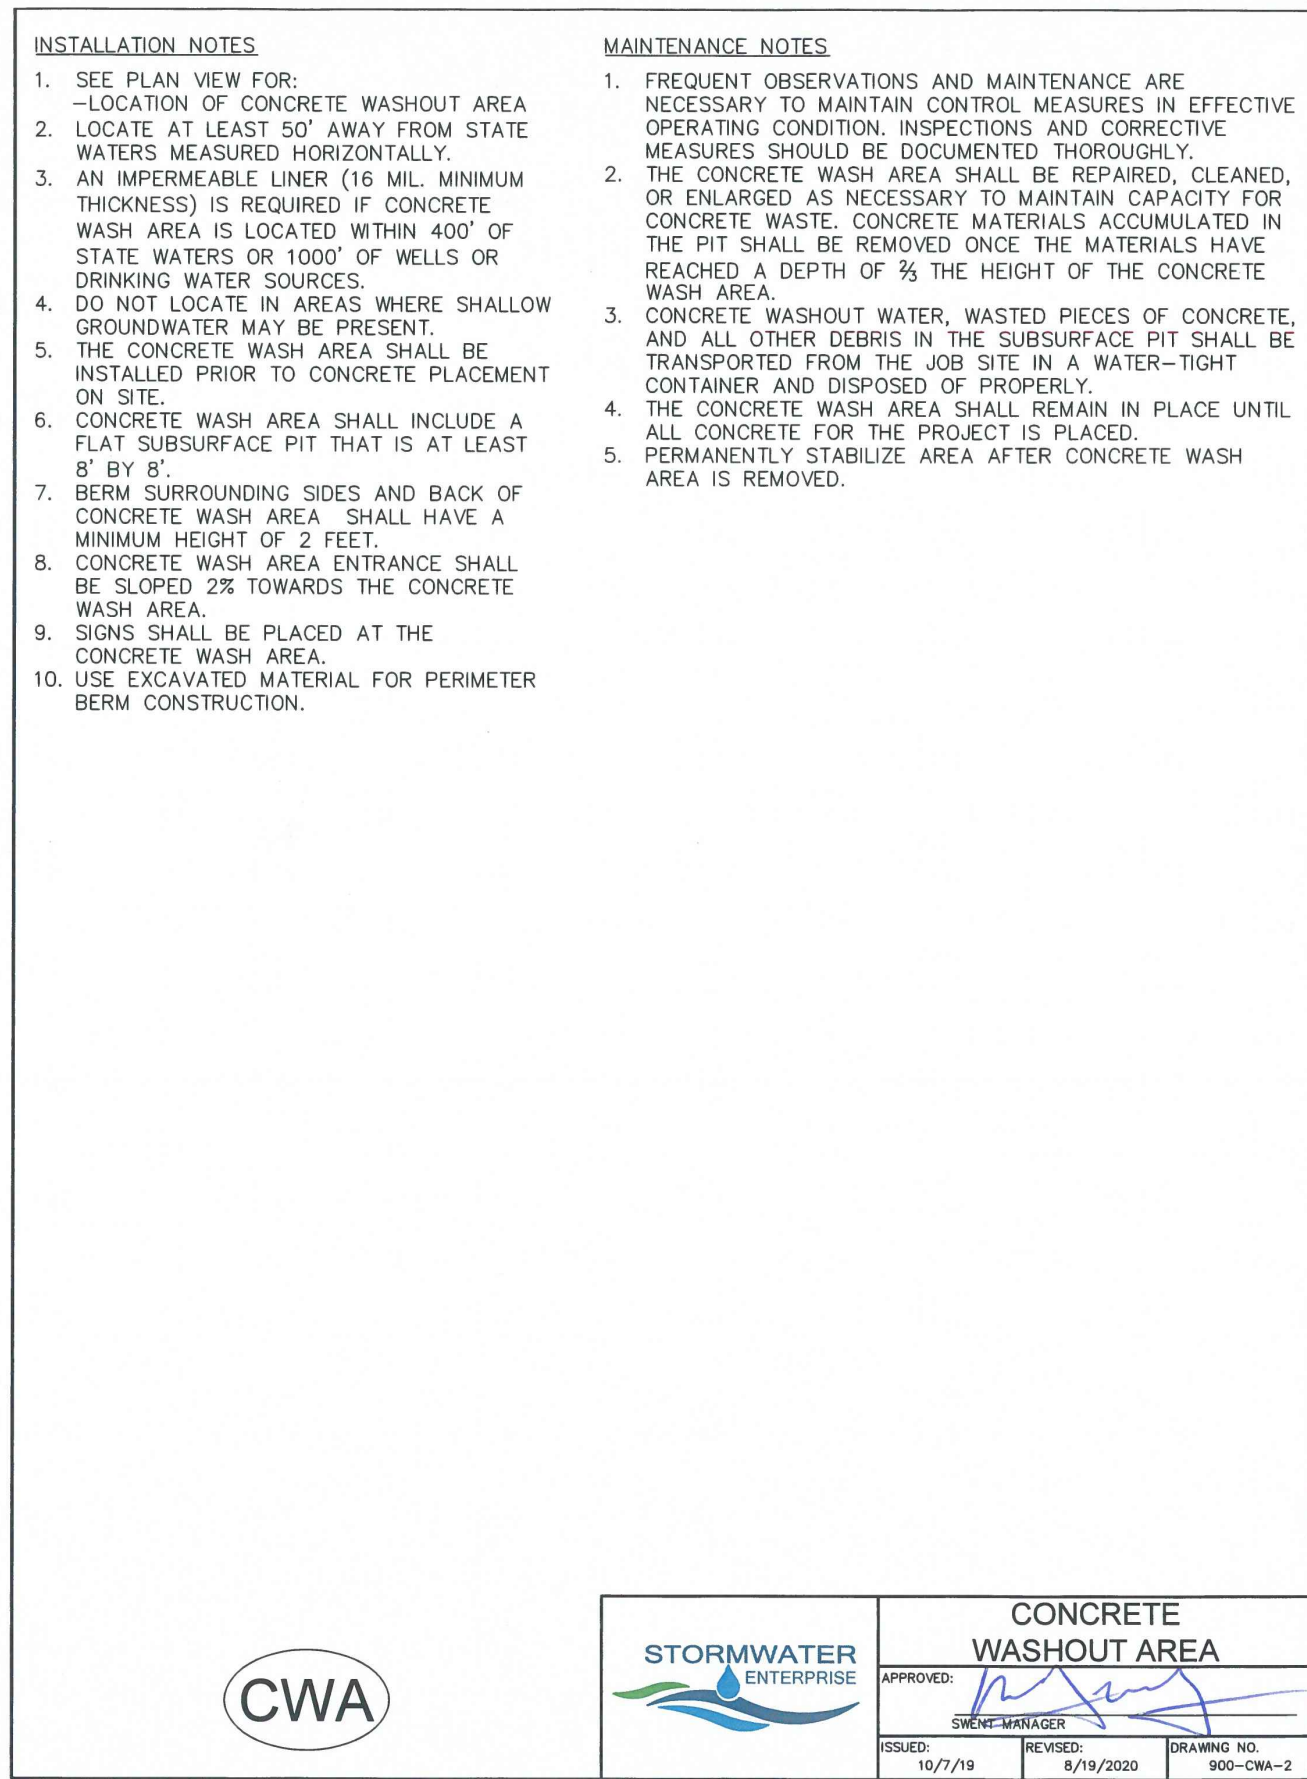 INSTALLATION NOTES
1. SEE PLAN VIEW FOR:
-LOCATION OF CONCRETE WASHOUT AREA
2. LOCATE AT LEAST 50' AWAY FROM STATE
WATERS MEASURED HORIZONTALLY.
3. AN IMPERMEABLE LINER (16 MIL. MINIMUM
THICKNESS) IS REQUIRED IF CONCRETE
WASH AREA IS LOCATED WITHIN 400' OF
STATE WATERS OR 1000' OF WELLS OR
DRINKING WATER SOURCES.
4. DO NOT LOCATE IN AREAS WHERE SHALLOW
GROUNDWATER MAY BE PRESENT.
5. THE CONCRETE WASH AREA SHALL BE
INSTALLED PRIOR TO CONCRETE PLACEMENT
ON SITE.
6. CONCRETE WASH AREA SHALL INCLUDE A
FLAT SUBSURFACE PIT THAT IS AT LEAST
8' BY 8'.
7. BERM SURROUNDING SIDES AND BACK OF
CONCRETE WASH AREA SHALL HAVE A
MINIMUM HEIGHT OF 2 FEET.
8. CONCRETE WASH AREA ENTRANCE SHALL
BE SLOPED 2% TOWARDS THE CONCRETE
WASH AREA.
9. SIGNS SHALL BE PLACED AT THE
CONCRETE WASH AREA.
10. USE EXCAVATED MATERIAL FOR PERIMETER
BERM CONSTRUCTION.
MAINTENANCE NOTES
1. FREQUENT OBSERVATIONS AND MAINTENANCE ARE
NECESSARY TO MAINTAIN CONTROL MEASURES IN EFFECTIVE
OPERATING CONDITION. INSPECTIONS AND CORRECTIVE
MEASURES SHOULD BE DOCUMENTED THOROUGHLY.
2. THE CONCRETE WASH AREA SHALL BE REPAIRED, CLEANED,
OR ENLARGED AS NECESSARY TO MAINTAIN CAPACITY FOR
CONCRETE WASTE. CONCRETE MATERIALS ACCUMULATED IN
THE PIT SHALL BE REMOVED ONCE THE MATERIALS HAVE
REACHED A DEPTH OF ⅔ THE HEIGHT OF THE CONCRETE
WASH AREA.
3. CONCRETE WASHOUT WATER, WASTED PIECES OF CONCRETE,
AND ALL OTHER DEBRIS IN THE SUBSURFACE PIT SHALL BE
TRANSPORTED FROM THE JOB SITE IN A WATER-TIGHT
CONTAINER AND DISPOSED OF PROPERLY.
4. THE CONCRETE WASH AREA SHALL REMAIN IN PLACE UNTIL
ALL CONCRETE FOR THE PROJECT IS PLACED.
5. PERMANENTLY STABILIZE AREA AFTER CONCRETE WASH
AREA IS REMOVED.
CWA
STORMWATER
ENTERPRISE
CONCRETE
WASHOUT AREA
APPROVED:
SWENT MANAGER
ISSUED:
10/7/19
REVISED:
8/19/2020
DRAWING NO.
900-CWA-2